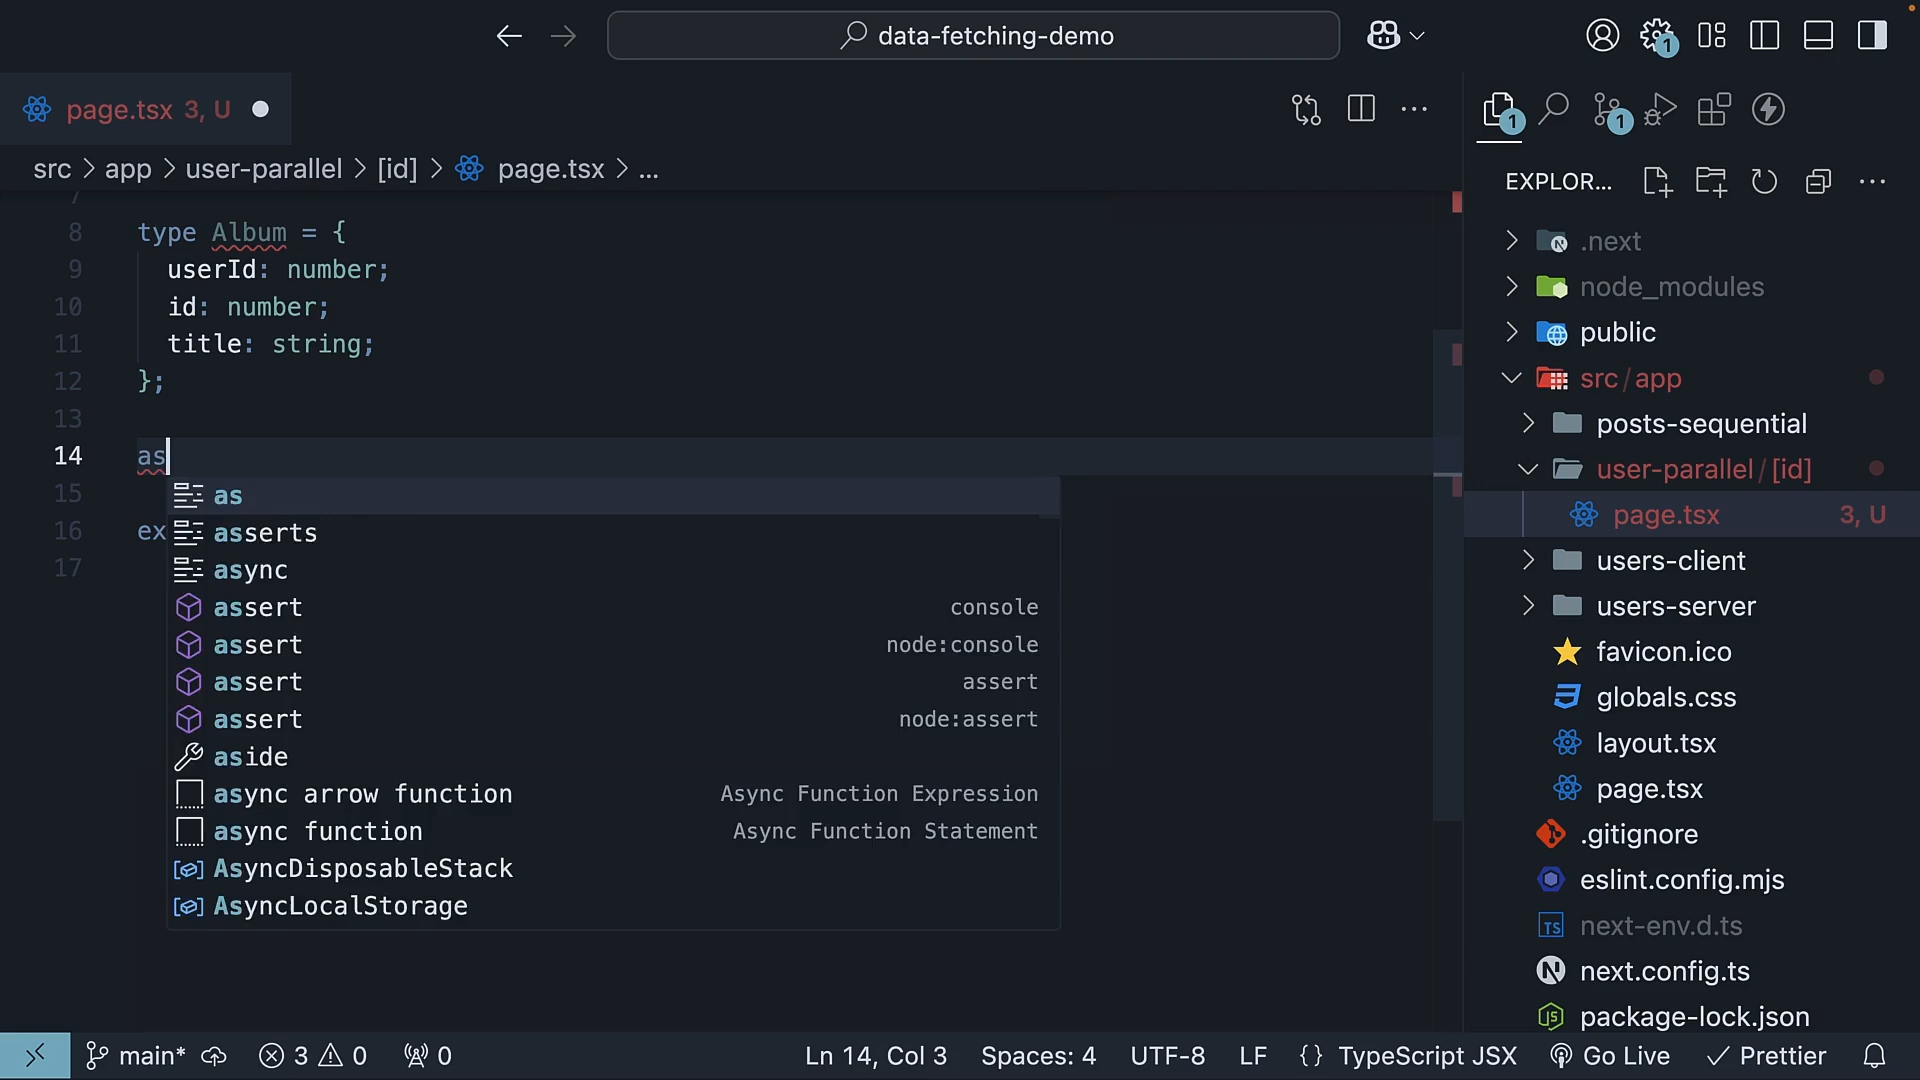 data-fetching-demo
1
page.tsx 3, U
1
1
src > app > user-parallel > [id] > page.tsx > ...
EXPLOR...
7
8 type Album = {
9 userId: number;
10 id: number;
11 title: string;
12 };
13
14 as
15
16 ex
17
as
asserts
async
assert console
assert node:console
assert assert
assert node:assert
aside
async arrow function Async Function Expression
async function Async Function Statement
AsyncDisposableStack
AsyncLocalStorage
.next
node_modules
public
src/app
posts-sequential
user-parallel/[id]
page.tsx 3, U
users-client
users-server
favicon.ico
globals.css
layout.tsx
page.tsx
.gitignore
eslint.config.mjs
next-env.d.ts
next.config.ts
package-lock.json
main* 3 0 0 Ln 14, Col 3 Spaces: 4 UTF-8 LF {} TypeScript JSX Go Live Prettier